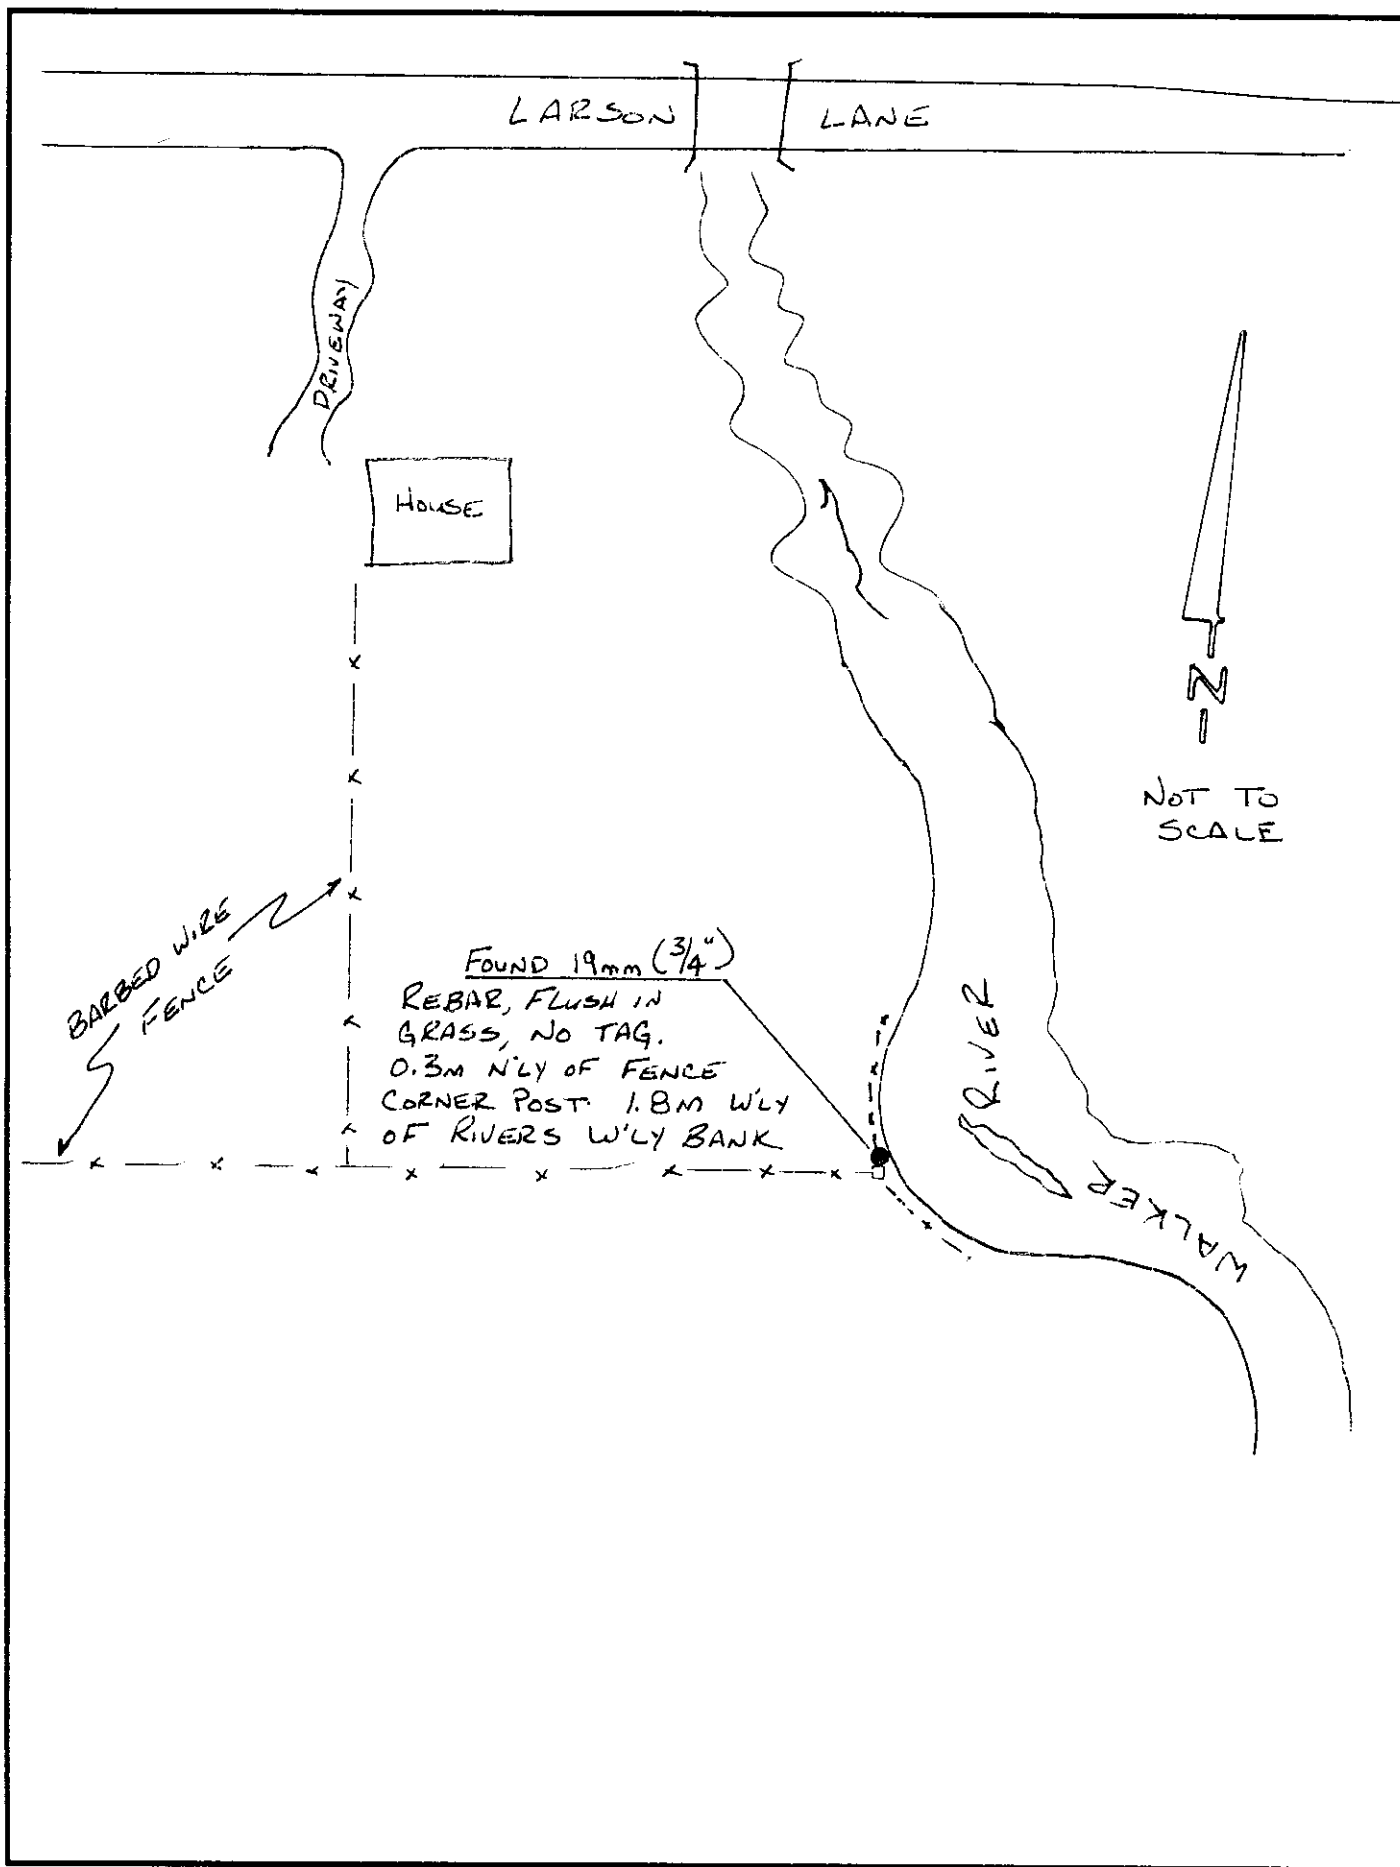 LARSON LANE
DRIVEWAY
HOUSE
-N-
NOT TO
SCALE
BARBED WIRE
FENCE
FOUND 19mm (3/4")
REBAR, FLUSH IN
GRASS, NO TAG.
0.3M N'LY OF FENCE
CORNER POST. 1.8M W'LY
OF RIVERS W'LY BANK
WALKER
RIVER